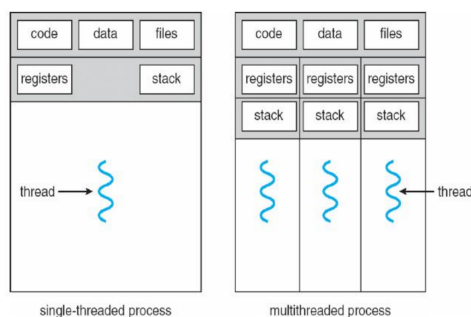 code data files code data files
registers stack registers registers registers
stack stack stack
thread thread
single-threaded process multithreaded process